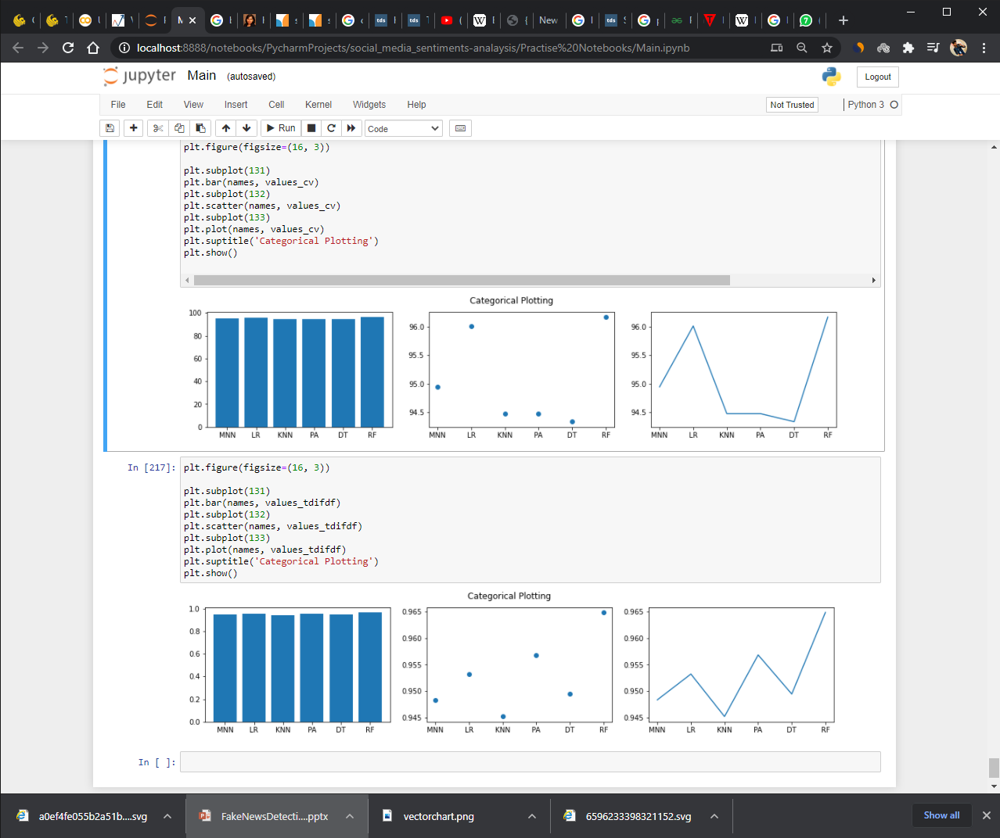 M
New
localhost:8888/notebooks/PycharmProjects/social_media_sentiments-analaysis/Practise%20Notebooks/Main.ipynb
jupyter Main (autosaved)
Logout
File Edit View Insert Cell Kernel Widgets Help
Not Trusted
Python 3
Run
Code
plt.figure(figsize=(16, 3))
plt.subplot(131)
plt.bar(names, values_cv)
plt.subplot(132)
plt.scatter(names, values_cv)
plt.subplot(133)
plt.plot(names, values_cv)
plt.suptitle('Categorical Plotting')
plt.show()
Categorical Plotting
100
80
60
40
20
0
MNN LR KNN PA DT RF
96.0
95.5
95.0
94.5
MNN LR KNN PA DT RF
96.0
95.5
95.0
94.5
MNN LR KNN PA DT RF
In [217]:
plt.figure(figsize=(16, 3))
plt.subplot(131)
plt.bar(names, values_tdifdf)
plt.subplot(132)
plt.scatter(names, values_tdifdf)
plt.subplot(133)
plt.plot(names, values_tdifdf)
plt.suptitle('Categorical Plotting')
plt.show()
Categorical Plotting
1.0
0.8
0.6
0.4
0.2
0.0
MNN LR KNN PA DT RF
0.965
0.960
0.955
0.950
0.945
MNN LR KNN PA DT RF
0.965
0.960
0.955
0.950
0.945
MNN LR KNN PA DT RF
In [ ]:
a0ef4fe055b2a51b....svg
FakeNewsDetecti....pptx
vectorchart.png
6596233398321152.svg
Show all